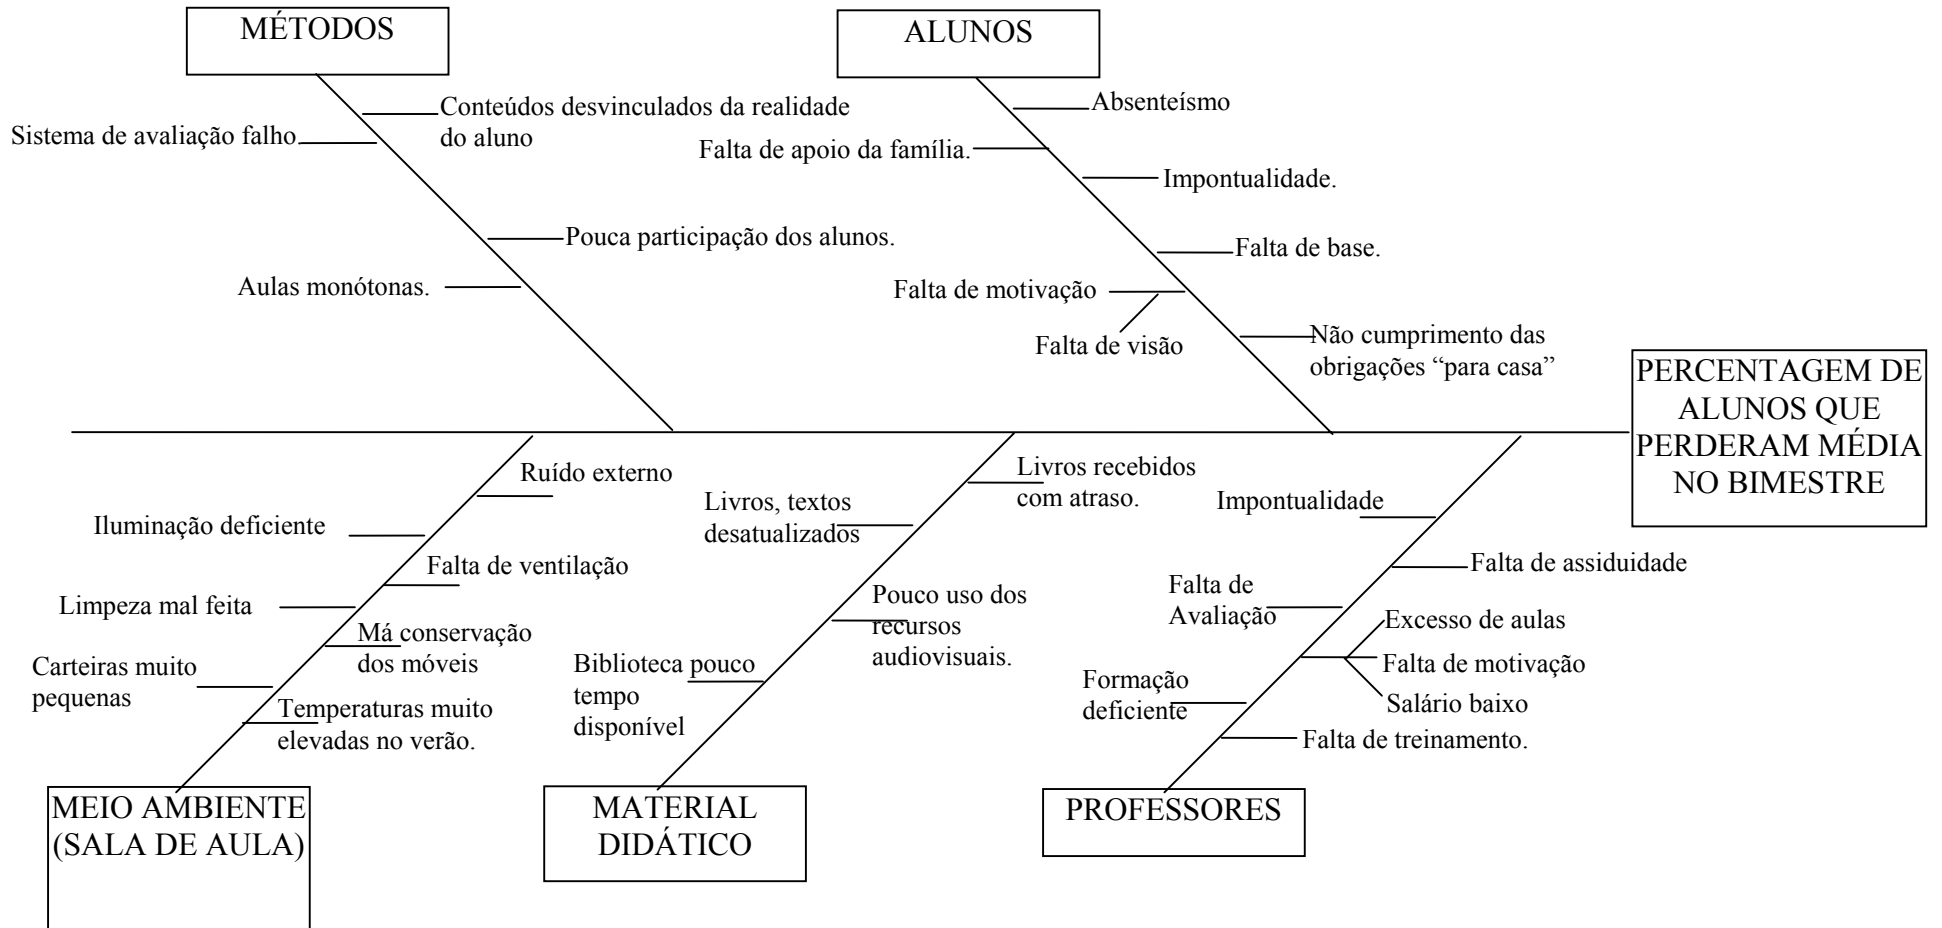 MÉTODOS
ALUNOS
Conteúdos desvinculados da realidade
do aluno
Sistema de avaliação falho.
Pouca participação dos alunos.
Aulas monótonas.
Absenteísmo
Falta de apoio da família.
Impontualidade.
Falta de base.
Falta de motivação
Falta de visão
Não cumprimento das
obrigações “para casa”
PERCENTAGEM DE
ALUNOS QUE
PERDERAM MÉDIA
NO BIMESTRE
Ruído externo
Iluminação deficiente
Falta de ventilação
Limpeza mal feita
Má conservação
dos móveis
Carteiras muito
pequenas
Temperaturas muito
elevadas no verão.
MEIO AMBIENTE
(SALA DE AULA)
Livros recebidos
com atraso.
Livros, textos
desatualizados
Pouco uso dos
recursos
audiovisuais.
Biblioteca pouco
tempo
disponível
MATERIAL
DIDÁTICO
Impontualidade
Falta de assiduidade
Falta de
Avaliação
Excesso de aulas
Falta de motivação
Salário baixo
Formação
deficiente
Falta de treinamento.
PROFESSORES